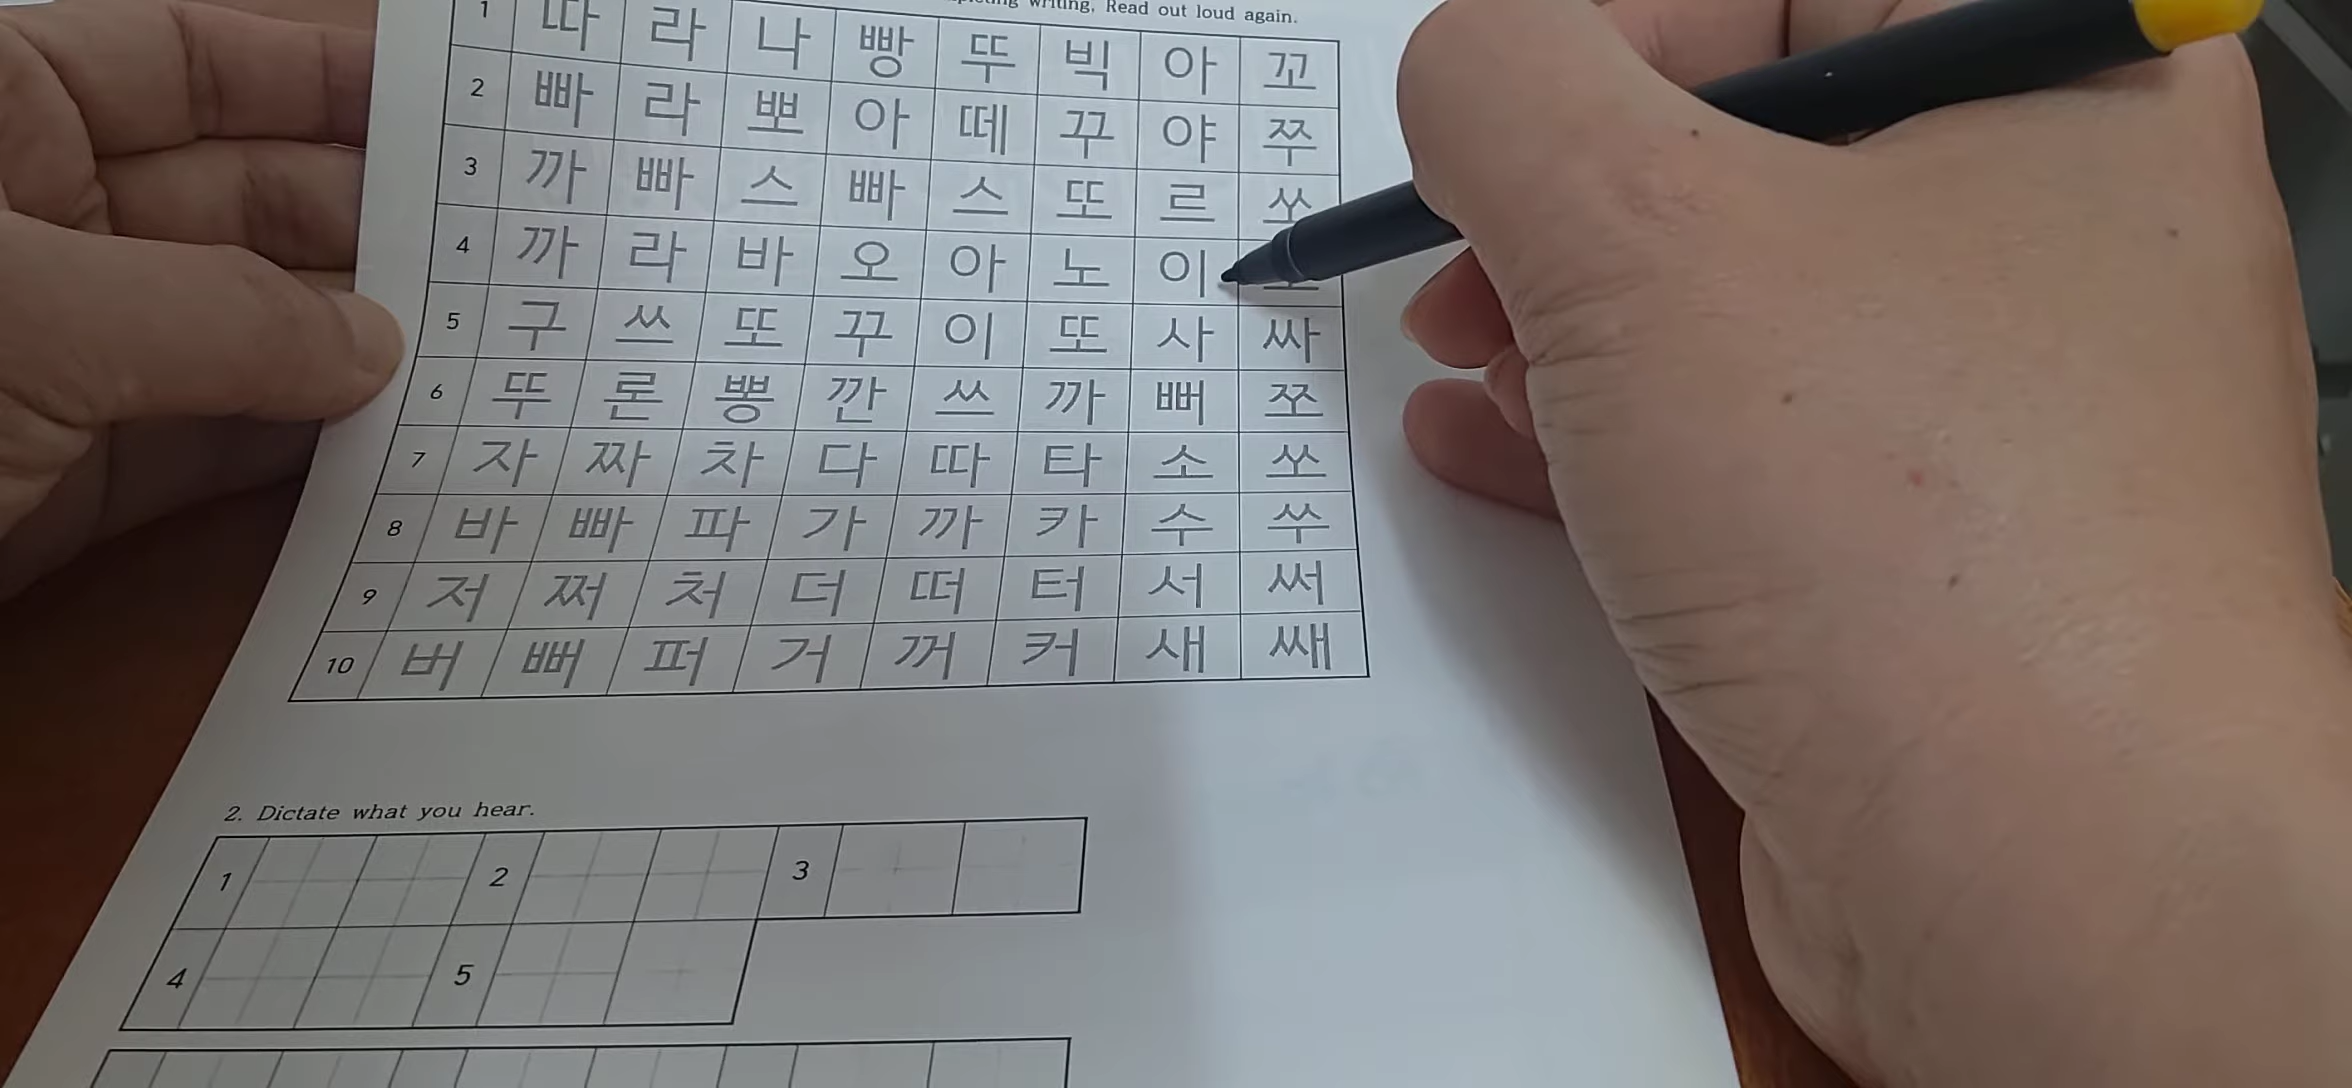 writing, Read out loud again.
1 따 라 나 빵 뚜 빅 아 꼬
2 빠 라 뽀 아 떼 꾸 야 쭈
3 까 빠 스 빠 스 또 르 쏘
4 까 라 바 오 아 노 이
5 구 쓰 또 꾸 이 또 사 싸
6 뚜 론 뽕 깐 쓰 까 뻐 쪼
7 자 짜 차 다 따 타 소 쏘
8 바 빠 파 가 까 카 수 쑤
9 저 쩌 처 더 떠 터 서 써
10 버 뻐 퍼 거 꺼 커 새 쌔
2. Dictate what you hear.
1 2 3
4 5